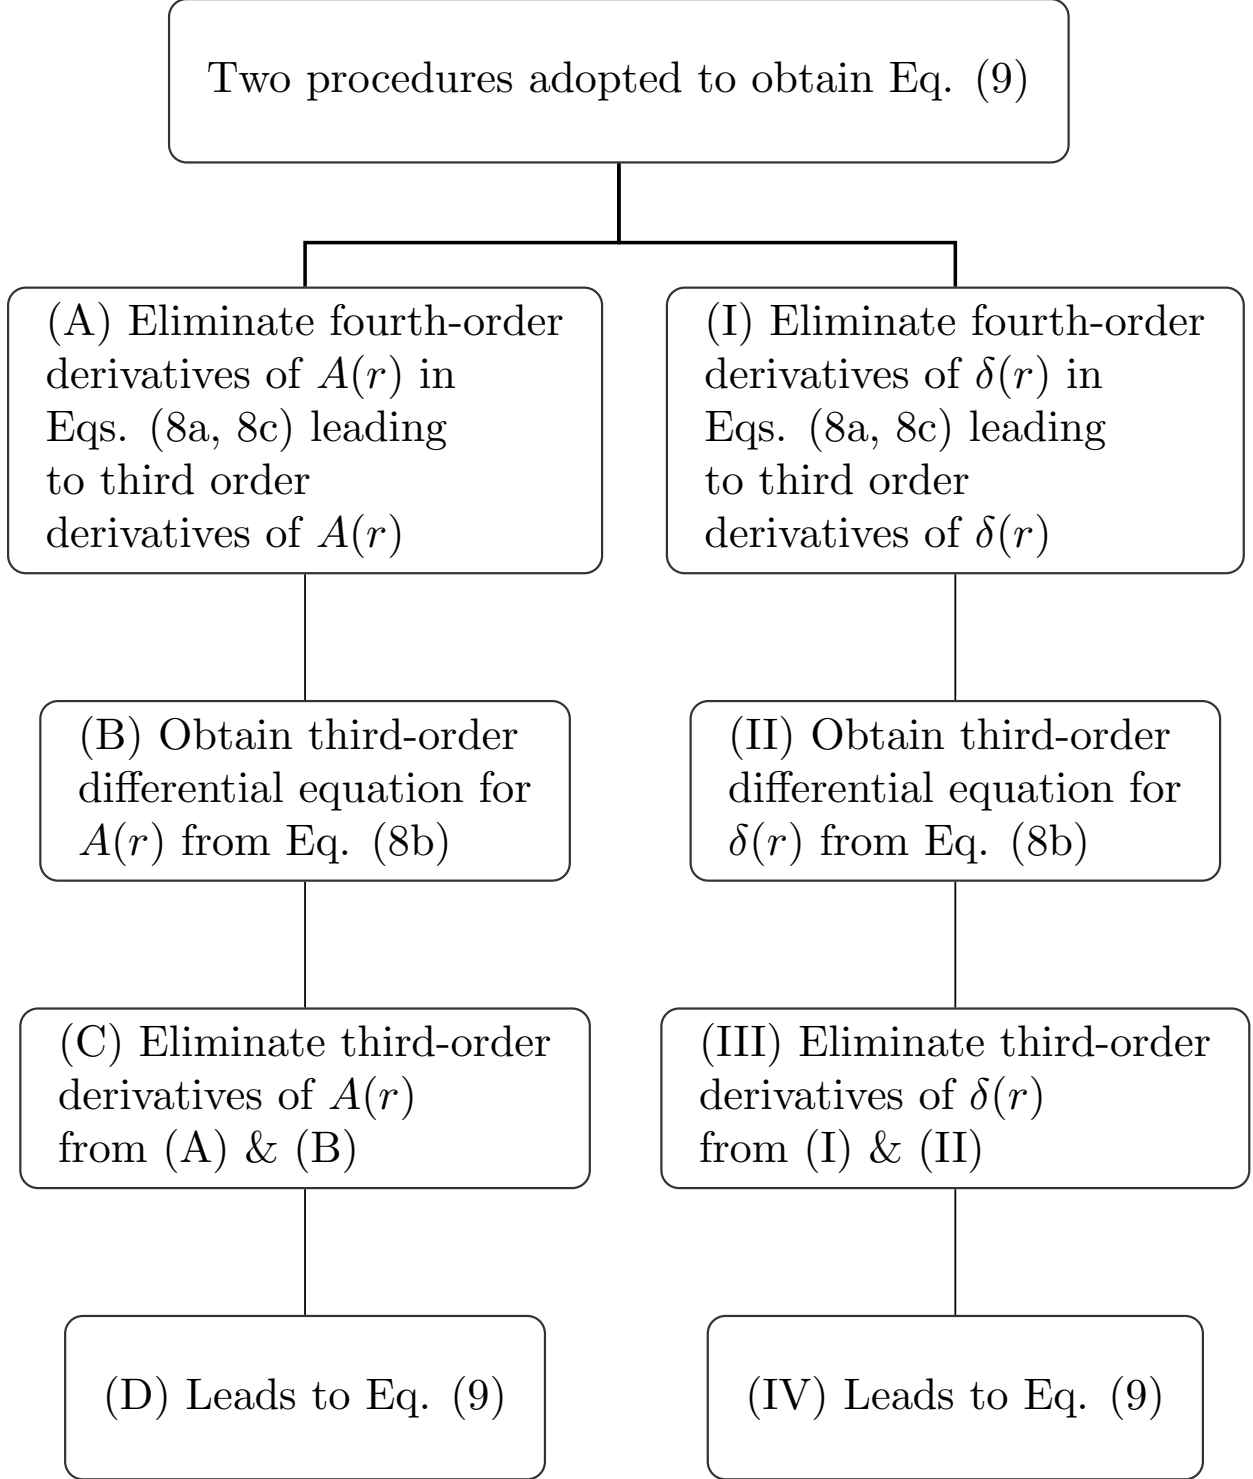 Two procedures adopted to obtain Eq. (9)
(A) Eliminate fourth-order
derivatives of A(r) in
Eqs. (8a, 8c) leading
to third order
derivatives of A(r)
(B) Obtain third-order
differential equation for
A(r) from Eq. (8b)
(C) Eliminate third-order
derivatives of A(r)
from (A) & (B)
(D) Leads to Eq. (9)
(I) Eliminate fourth-order
derivatives of δ(r) in
Eqs. (8a, 8c) leading
to third order
derivatives of δ(r)
(II) Obtain third-order
differential equation for
δ(r) from Eq. (8b)
(III) Eliminate third-order
derivatives of δ(r)
from (I) & (II)
(IV) Leads to Eq. (9)